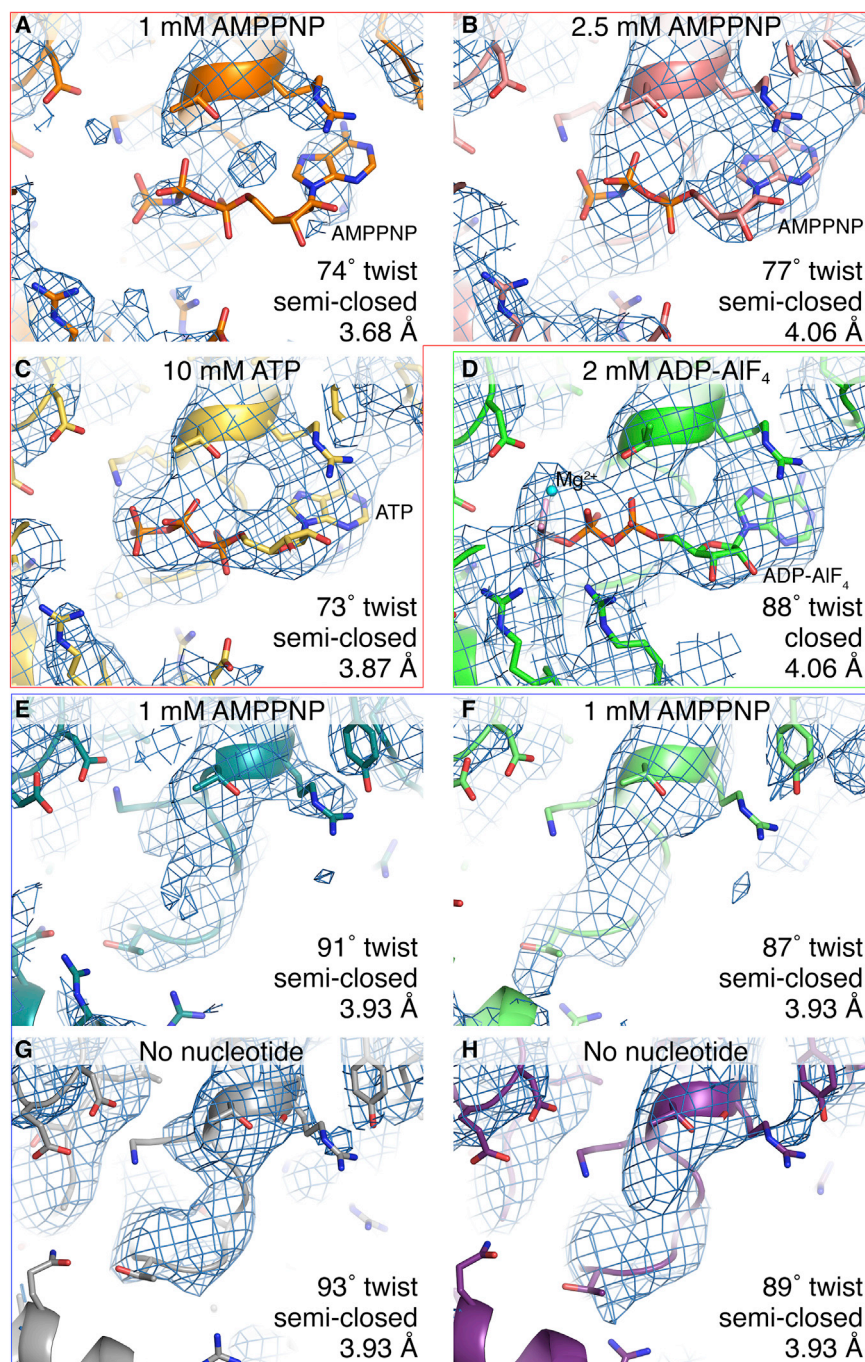 A
1 mM AMPPNP
AMPPNP
74° twist
semi-closed
3.68 Å
B
2.5 mM AMPPNP
AMPPNP
77° twist
semi-closed
4.06 Å
C
10 mM ATP
ATP
73° twist
semi-closed
3.87 Å
D
2 mM ADP-AlF₄
Mg²⁺
ADP-AlF₄
88° twist
closed
4.06 Å
E
1 mM AMPPNP
91° twist
semi-closed
3.93 Å
F
1 mM AMPPNP
87° twist
semi-closed
3.93 Å
G
No nucleotide
93° twist
semi-closed
3.93 Å
H
No nucleotide
89° twist
semi-closed
3.93 Å